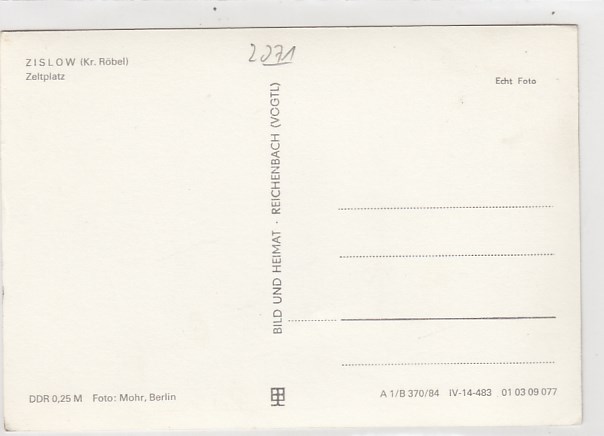 ZISLOW (Kr. Röbel)
Zeltplatz
2071
Echt Foto
BILD UND HEIMAT · REICHENBACH (VOGTL)
DDR 0,25 M Foto: Mohr, Berlin
A 1/B 370/84 IV-14-483 01 03 09 077